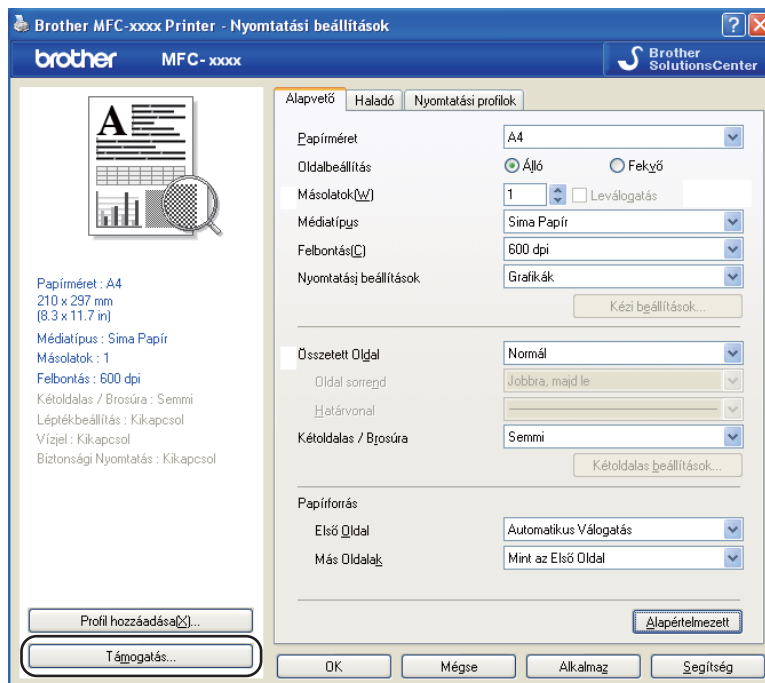 Brother MFC-xxxx Printer - Nyomtatási beállítások
brother MFC- xxxx
Brother
SolutionsCenter
A
Papírméret : A4
210 x 297 mm
(8.3 x 11.7 in)
Médiatípus : Sima Papír
Másolatok : 1
Felbontás : 600 dpi
Kétoldalas / Brosúra : Semmi
Léptékbeállítás : Kikapcsol
Vízjel : Kikapcsol
Biztonsági Nyomtatás : Kikapcsol
Profil hozzáadása(X)...
Támogatás...
Alapvető Haladó Nyomtatási profilok
Papírméret A4
Oldalbeállítás Álló Fekvő
Másolatok(W) 1 Leválogatás
Médiatípus Sima Papír
Felbontás(C) 600 dpi
Nyomtatási beállítások Grafikák
Kézi beállítások...
Összetett Oldal Normál
Oldal sorrend Jobbra, majd le
Határvonal
Kétoldalas / Brosúra Semmi
Kétoldalas beállítások...
Papírforrás
Első Oldal Automatikus Válogatás
Más Oldalak Mint az Első Oldal
Alapértelmezett
OK Mégse Alkalmaz Segítség